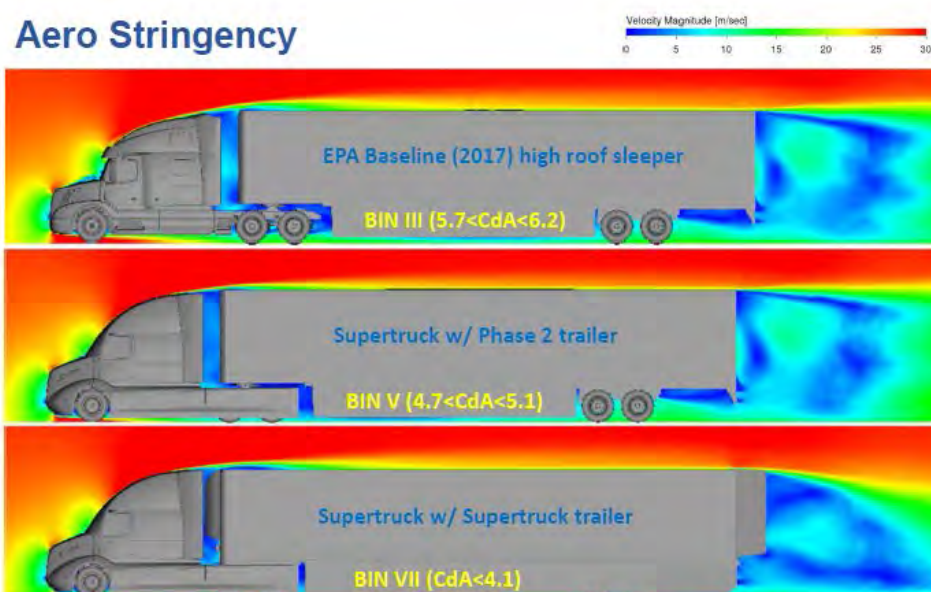 Aero Stringency
Velocity Magnitude [m/sec]
0 5 10 15 20 25 30
EPA Baseline (2017) high roof sleeper
BIN III (5.7<CdA<6.2)
Supertruck w/ Phase 2 trailer
BIN V (4.7<CdA<5.1)
Supertruck w/ Supertruck trailer
BIN VII (CdA<4.1)